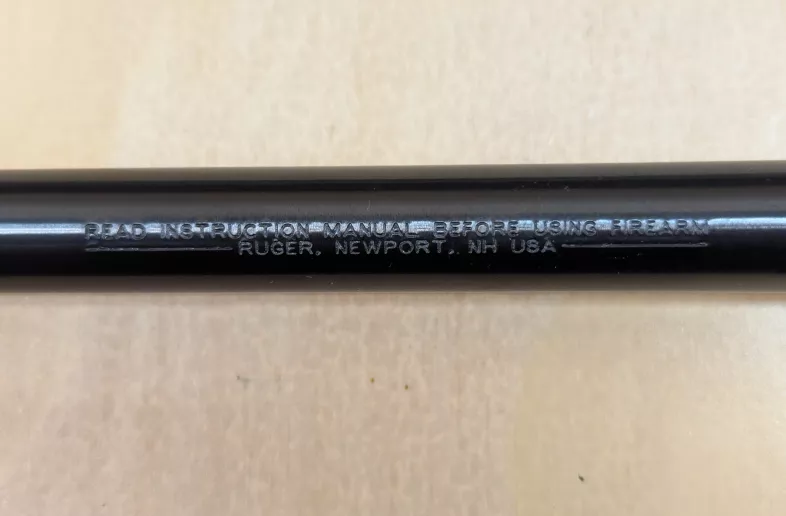 READ INSTRUCTION MANUAL BEFORE USING FIREARM
RUGER, NEWPORT, NH USA